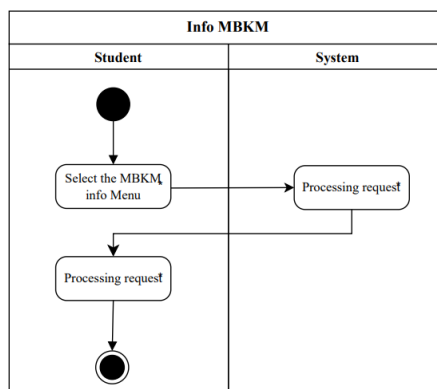 Info MBKM
Student
System
Select the MBKM*
info Menu
Processing request*
Processing request*